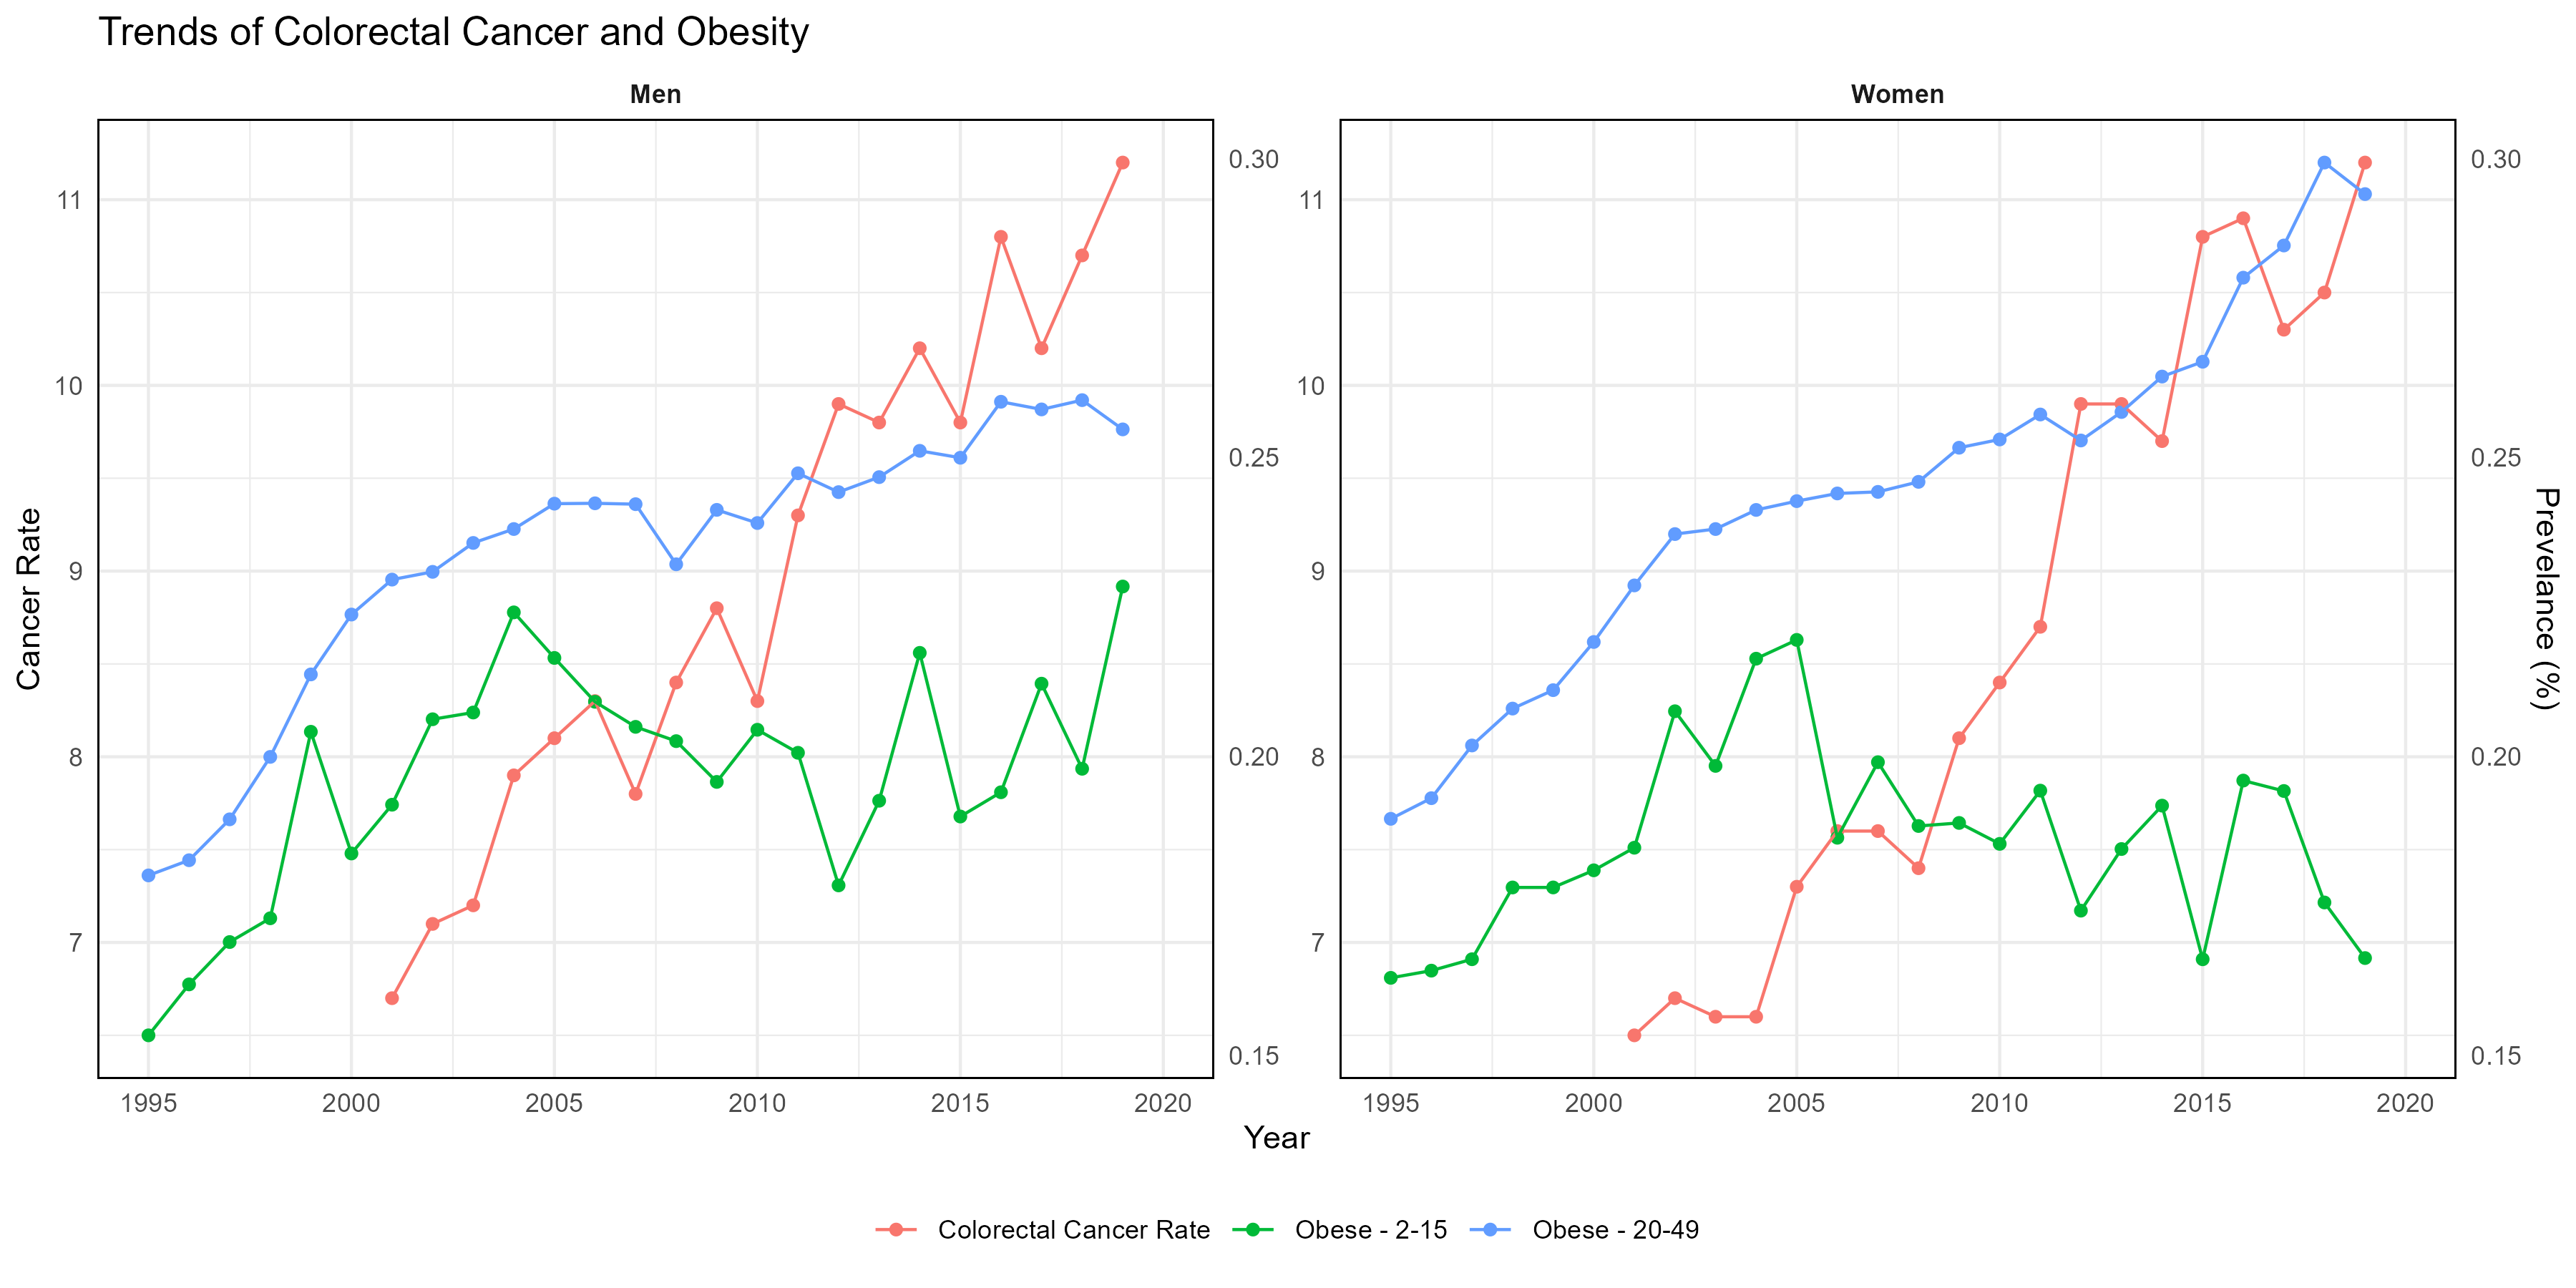 Trends of Colorectal Cancer and Obesity
Men
Women
Cancer Rate
11
10
9
8
7
0.30
0.25
0.20
0.15
11
10
9
8
7
0.30
0.25
0.20
0.15
Prevelance (%)
1995 2000 2005 2010 2015 2020
1995 2000 2005 2010 2015 2020
Year
Colorectal Cancer Rate Obese - 2-15 Obese - 20-49